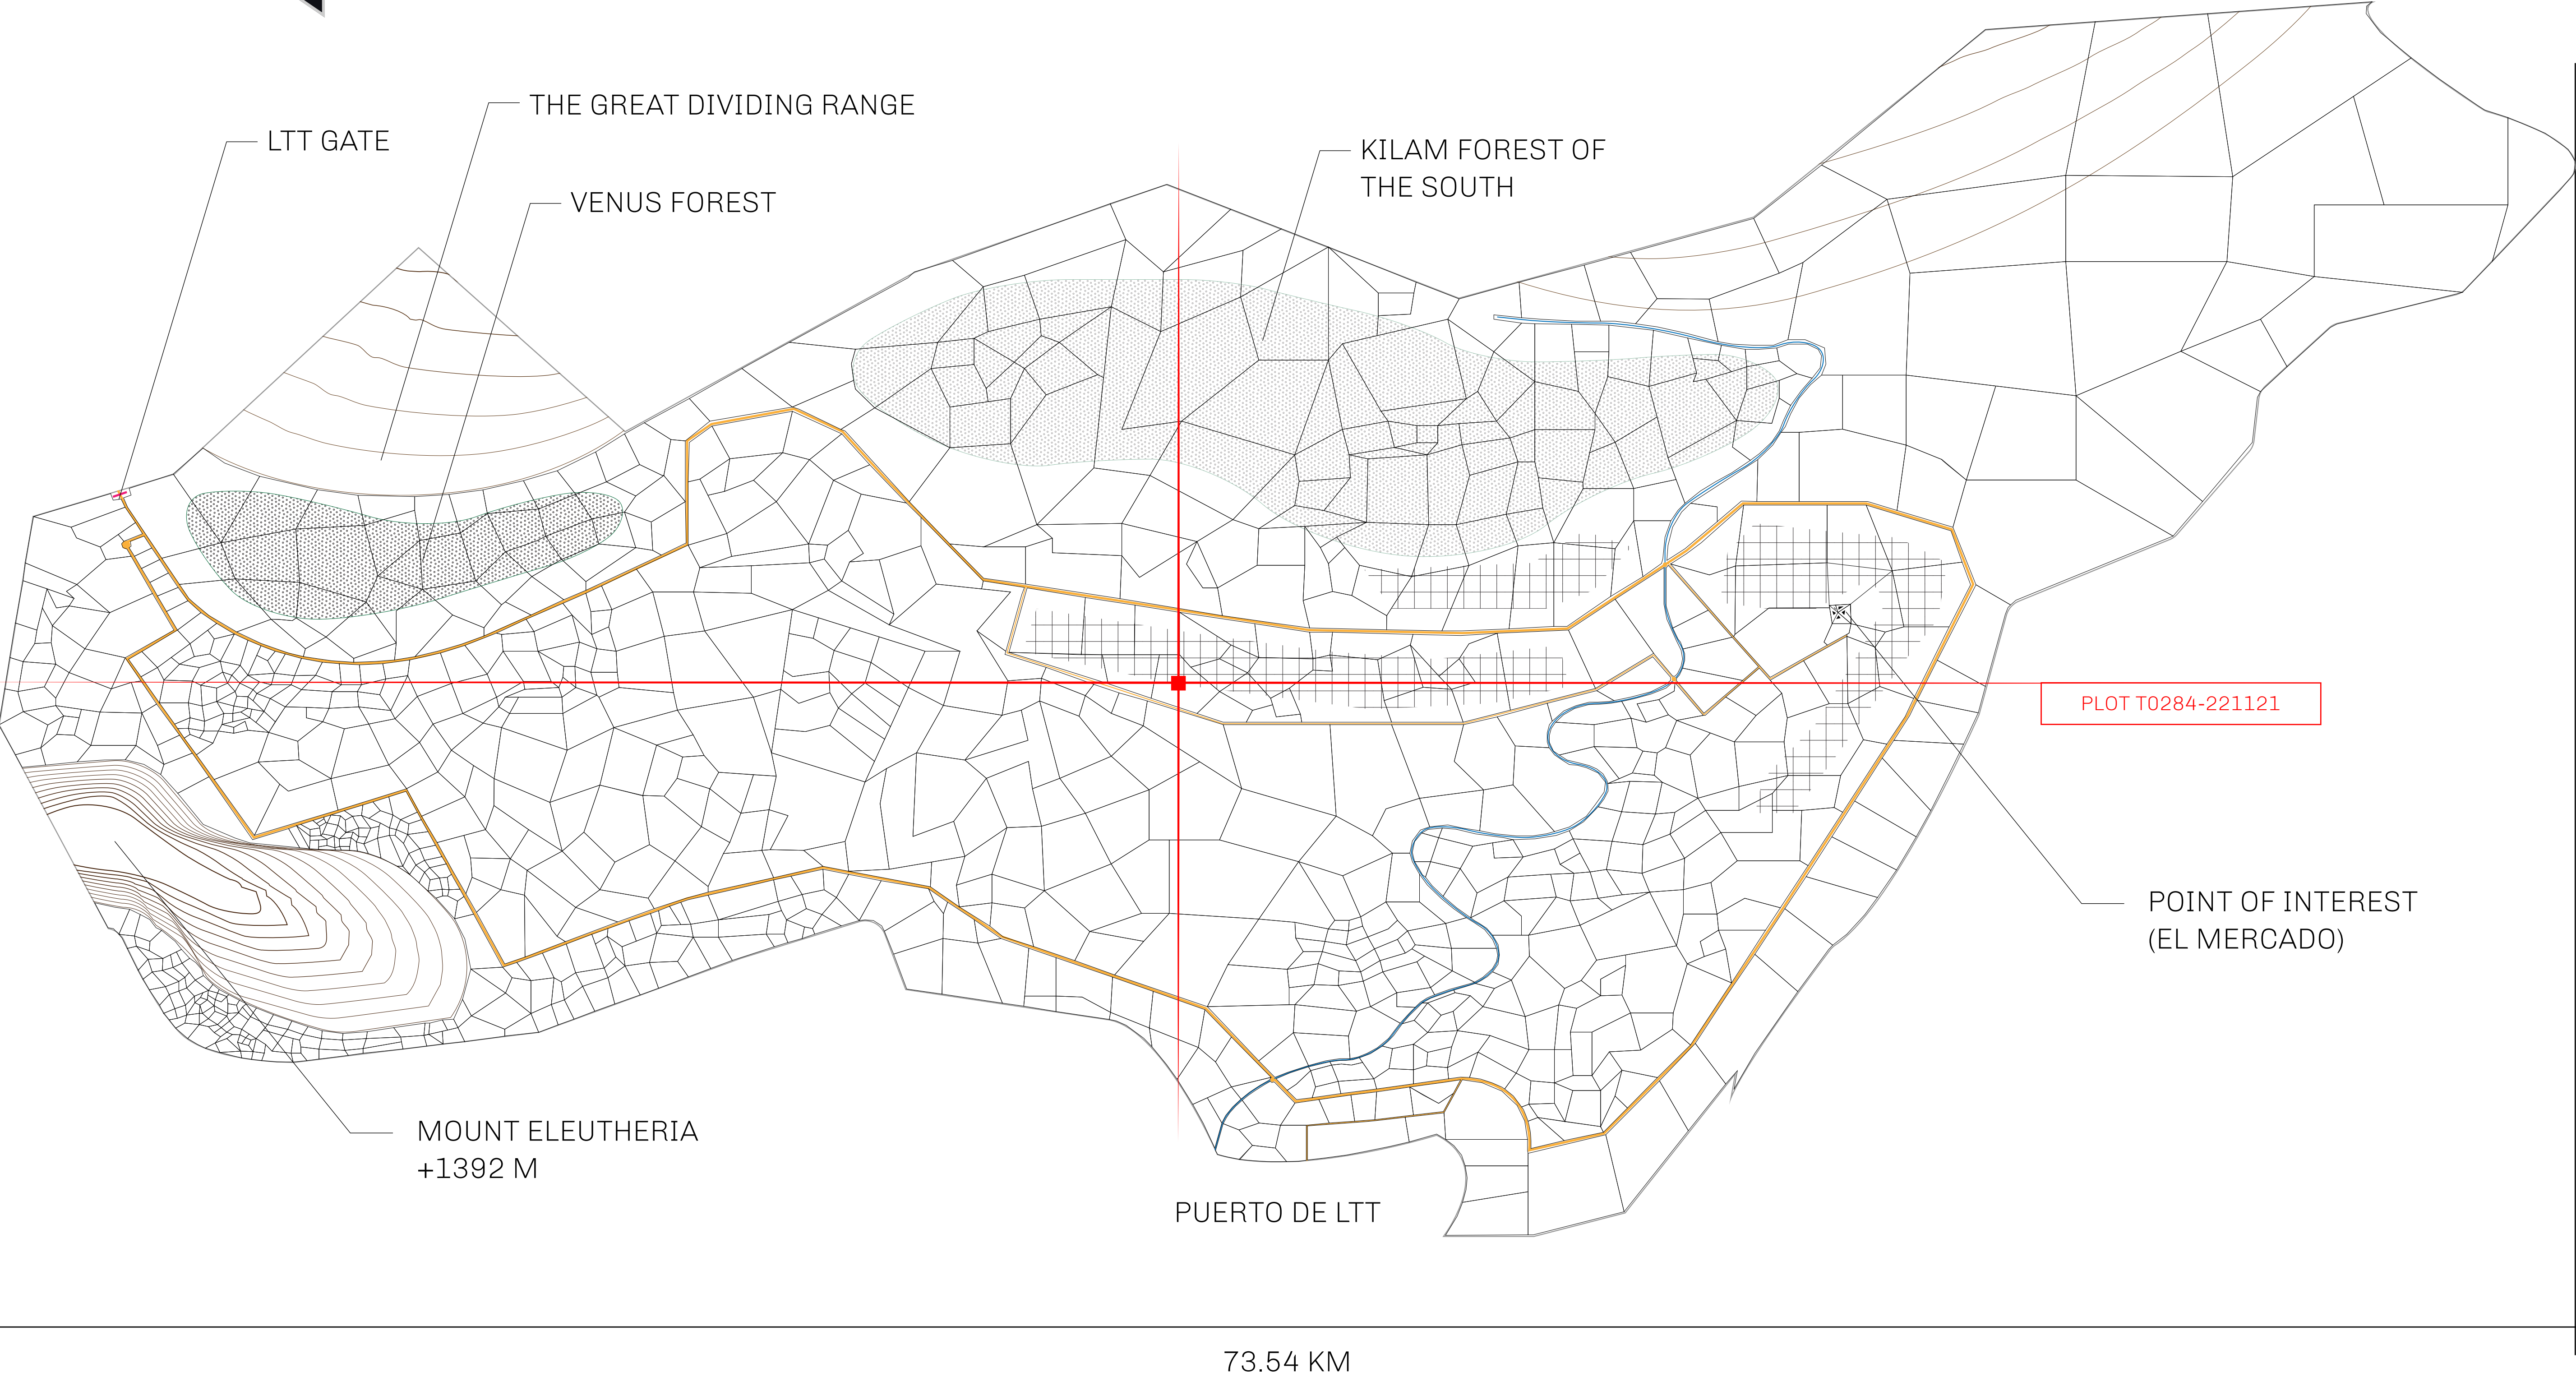 THE GREAT DIVIDING RANGE
LTT GATE
KILAM FOREST OF
THE SOUTH
VENUS FOREST
PLOT T0284-221121
POINT OF INTEREST
(EL MERCADO)
MOUNT ELEUTHERIA
+1392 M
PUERTO DE LTT
73.54 KM